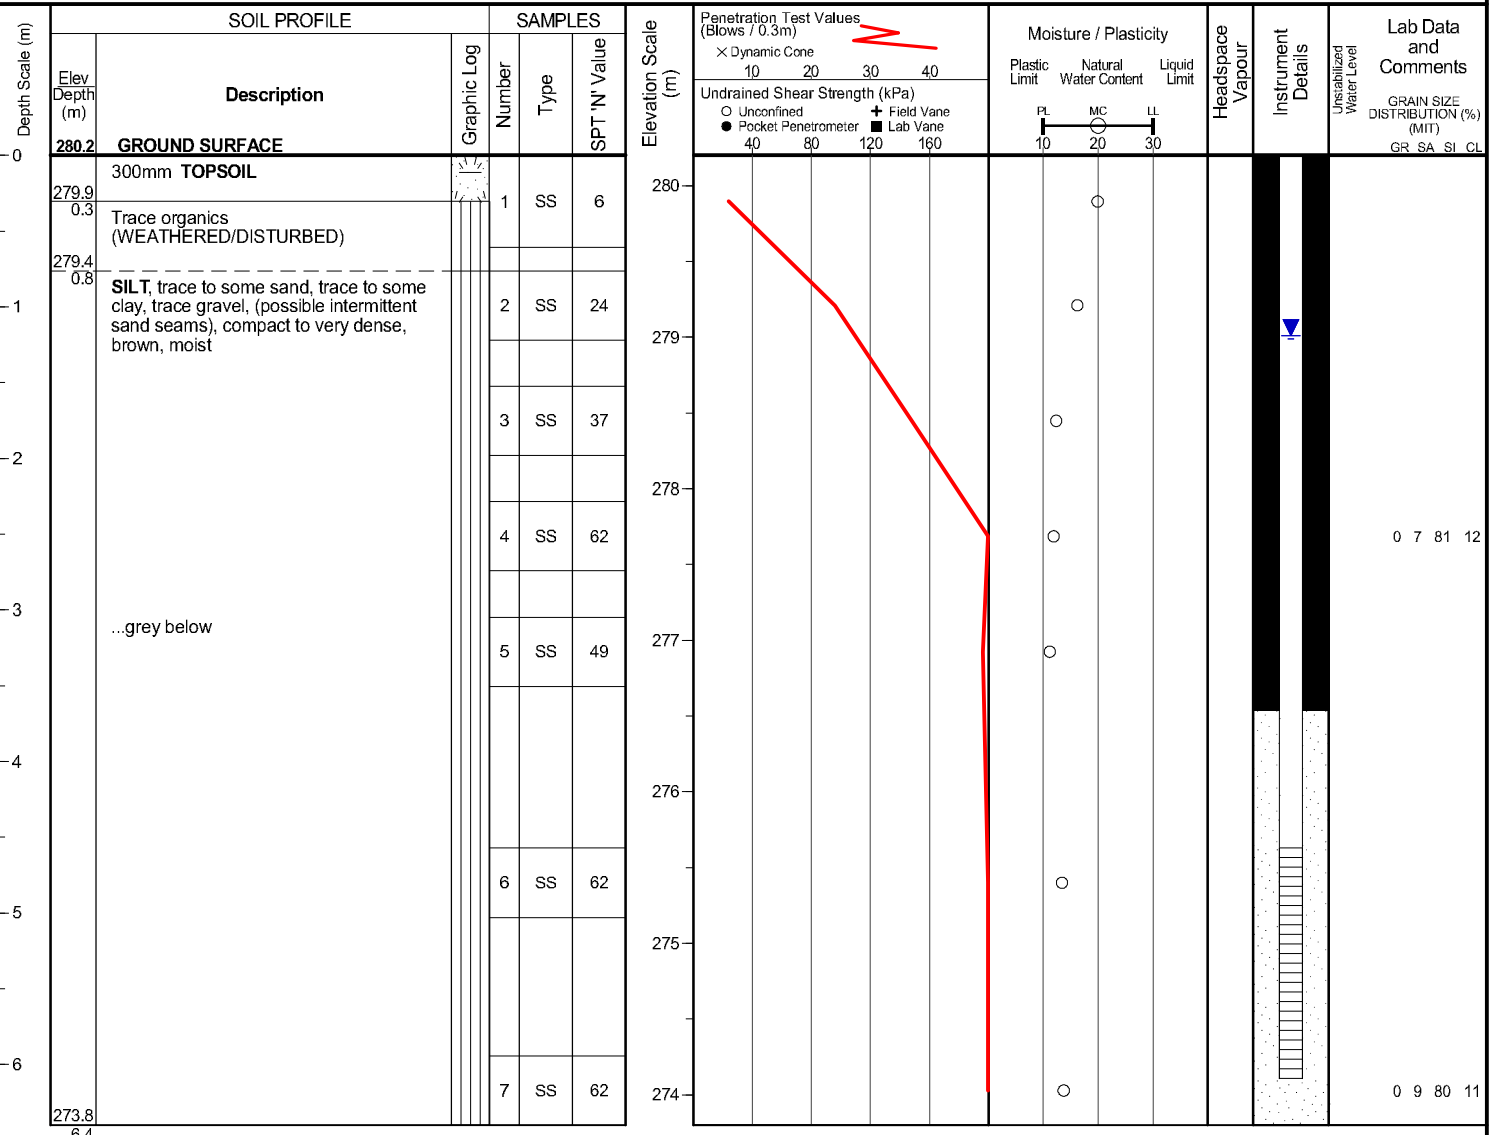 Depth Scale (m)
SOIL PROFILE
Elev
Depth
(m)
Description
280.2 GROUND SURFACE
Graphic Log
SAMPLES
Number
Type
SPT 'N' Value
Elevation Scale
(m)
Penetration Test Values
(Blows / 0.3m)
× Dynamic Cone
10 20 30 40
Undrained Shear Strength (kPa)
Unconfined + Field Vane
Pocket Penetrometer Lab Vane
40 80 120 160
Moisture / Plasticity
Plastic Natural Liquid
Limit Water Content Limit
PL MC LL
10 20 30
Headspace
Vapour
Instrument
Details
Unstabilized
Water Level
Lab Data
and
Comments
GRAIN SIZE
DISTRIBUTION (%)
(MIT)
GR SA SI CL
0
300mm TOPSOIL
280
279.9
0.3
1 SS 6
Trace organics
(WEATHERED/DISTURBED)
279.4
0.8
SILT, trace to some sand, trace to some
clay, trace gravel, (possible intermittent
sand seams), compact to very dense,
brown, moist
1
2 SS 24
279
3 SS 37
2
278
4 SS 62
0 7 81 12
3
...grey below
277
5 SS 49
4
276
6 SS 62
5
275
6
7 SS 62
274
0 9 80 11
273.8
6.4